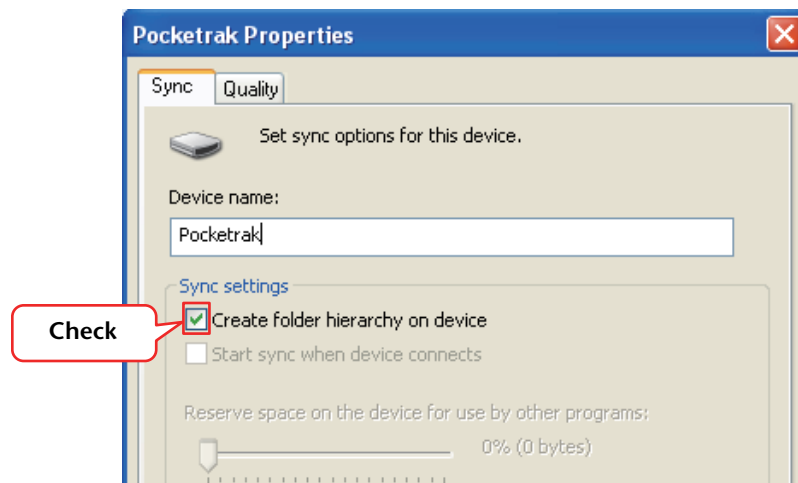 Pocketrak Properties
Sync
Quality
Set sync options for this device.
Device name:
Pocketrak
Sync settings
Check
Create folder hierarchy on device
Start sync when device connects
Reserve space on the device for use by other programs:
0% (0 bytes)